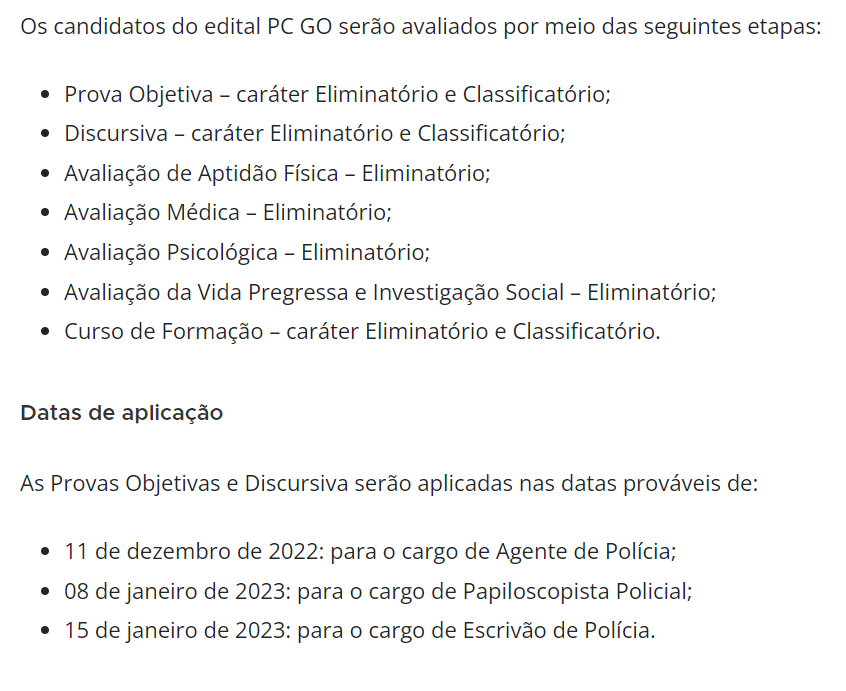 Os candidatos do edital PC GO serão avaliados por meio das seguintes etapas:
• Prova Objetiva – caráter Eliminatório e Classificatório;
• Discursiva – caráter Eliminatório e Classificatório;
• Avaliação de Aptidão Física – Eliminatório;
• Avaliação Médica – Eliminatório;
• Avaliação Psicológica – Eliminatório;
• Avaliação da Vida Pregressa e Investigação Social – Eliminatório;
• Curso de Formação – caráter Eliminatório e Classificatório.
Datas de aplicação
As Provas Objetivas e Discursiva serão aplicadas nas datas prováveis de:
• 11 de dezembro de 2022: para o cargo de Agente de Polícia;
• 08 de janeiro de 2023: para o cargo de Papiloscopista Policial;
• 15 de janeiro de 2023: para o cargo de Escrivão de Polícia.